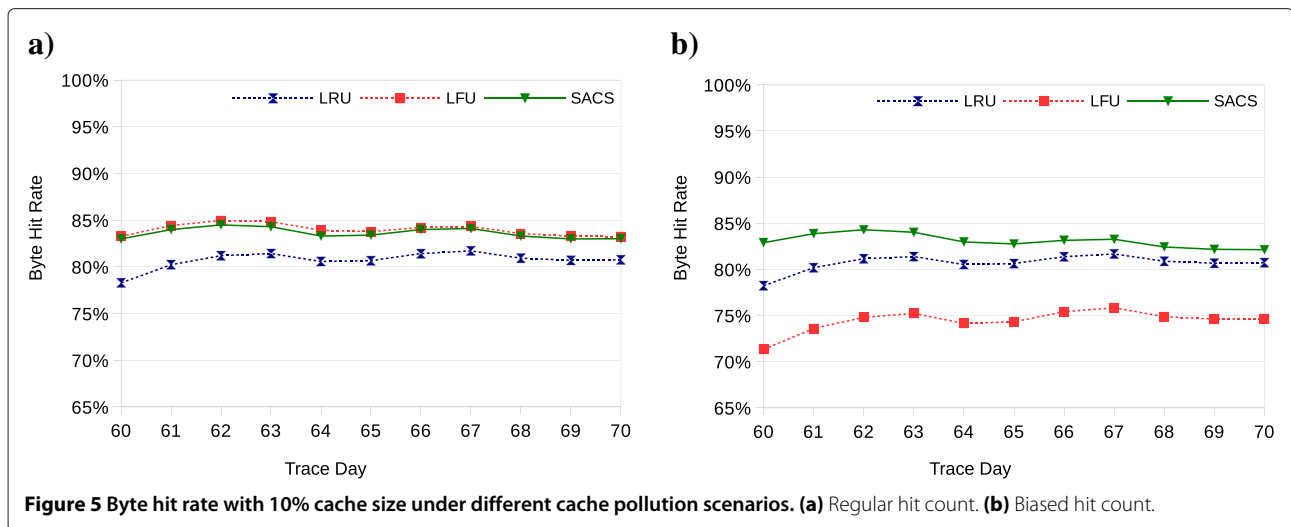 a)
100%
95%
90%
85%
80%
75%
70%
65%
Byte Hit Rate
LRU LFU SACS
60 61 62 63 64 65 66 67 68 69 70
Trace Day
b)
100%
95%
90%
85%
80%
75%
70%
65%
Byte Hit Rate
LRU LFU SACS
60 61 62 63 64 65 66 67 68 69 70
Trace Day
Figure 5 Byte hit rate with 10% cache size under different cache pollution scenarios. (a) Regular hit count. (b) Biased hit count.